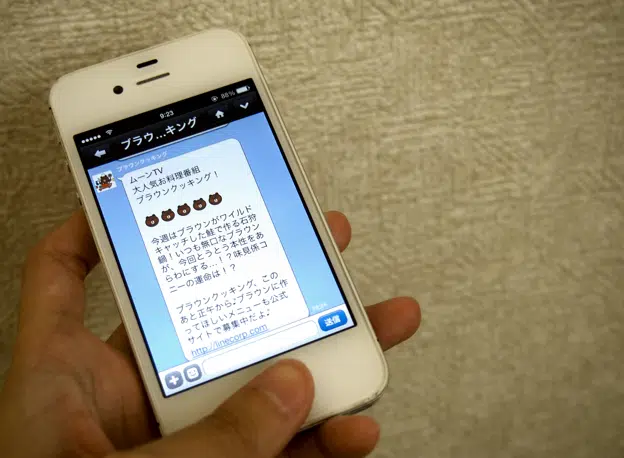 9:23
88%
ブラウ...キング
ブラウンクッキング
ムーンTV
大人気お料理番組
ブラウンクッキング！
今週はブラウンがワイルド
キャッチした鮭で作る石狩
鍋！いつも無口なブラウン
が、今回とうとう本性をあ
らわにする...！？味見係コ
ニーの運命は！？
ブラウンクッキング、この
あと正午から♪ブラウンに作
ってほしいメニューも公式
サイトで募集中だよ♪
http://linecorp.com
送信